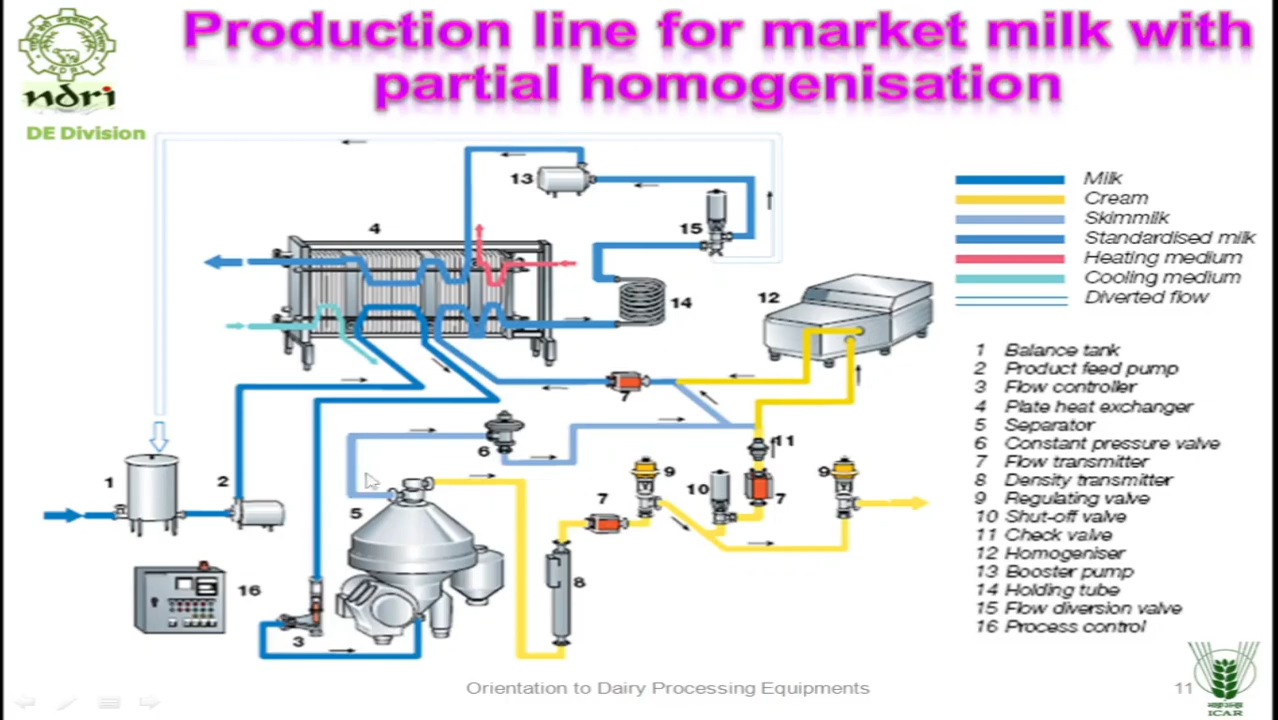 Production line for market milk with
partial homogenisation
ndri
DE Division
Milk
Cream
Skimmilk
Standardised milk
Heating medium
Cooling medium
Diverted flow
13
4
15
14
12
7
6
11
9
9
10
7
7
1
2
5
8
16
3
1 Balance tank
2 Product feed pump
3 Flow controller
4 Plate heat exchanger
5 Separator
6 Constant pressure valve
7 Flow transmitter
8 Density transmitter
9 Regulating valve
10 Shut-off valve
11 Check valve
12 Homogeniser
13 Booster pump
14 Holding tube
15 Flow diversion valve
16 Process control
Orientation to Dairy Processing Equipments
11
ICAR